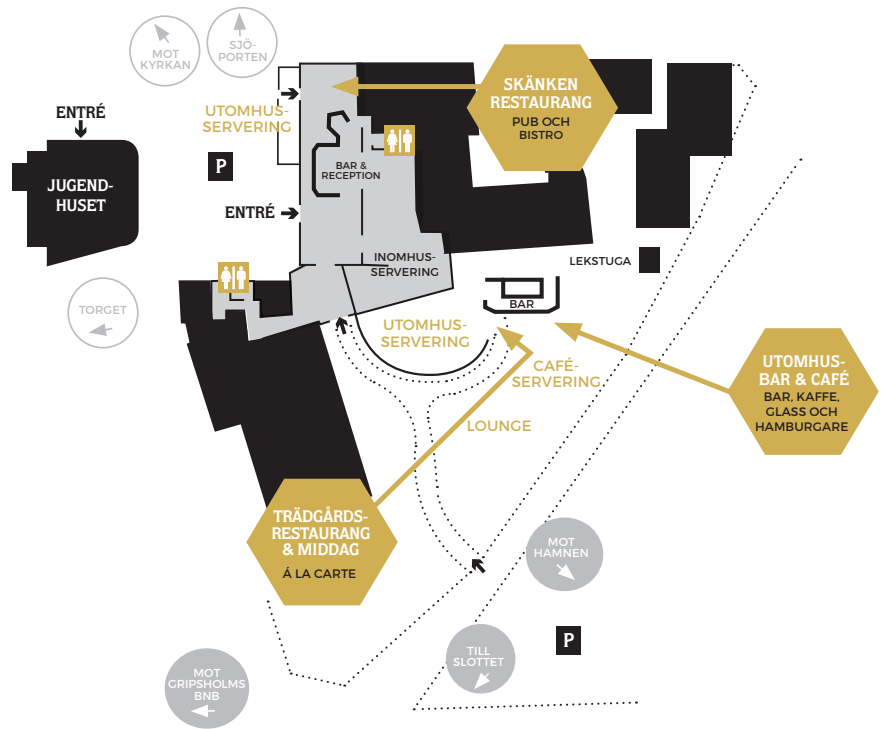 MOT
KYRKAN
SJÖ-
PORTEN
SKÄNKEN
RESTAURANG
PUB OCH
BISTRO
UTOMHUS-
SERVERING
ENTRÉ
P
BAR &
RECEPTION
JUGEND-
HUSET
ENTRÉ
INOMHUS-
SERVERING
LEKSTUGA
BAR
TORGET
UTOMHUS-
SERVERING
CAFÉ-
SERVERING
LOUNGE
UTOMHUS-
BAR & CAFÉ
BAR, KAFFE,
GLASS OCH
HAMBURGARE
TRÄDGÅRDS-
RESTAURANG
& MIDDAG
Á LA CARTE
MOT
HAMNEN
P
TILL
SLOTTET
MOT
GRIPSHOLMS
BNB